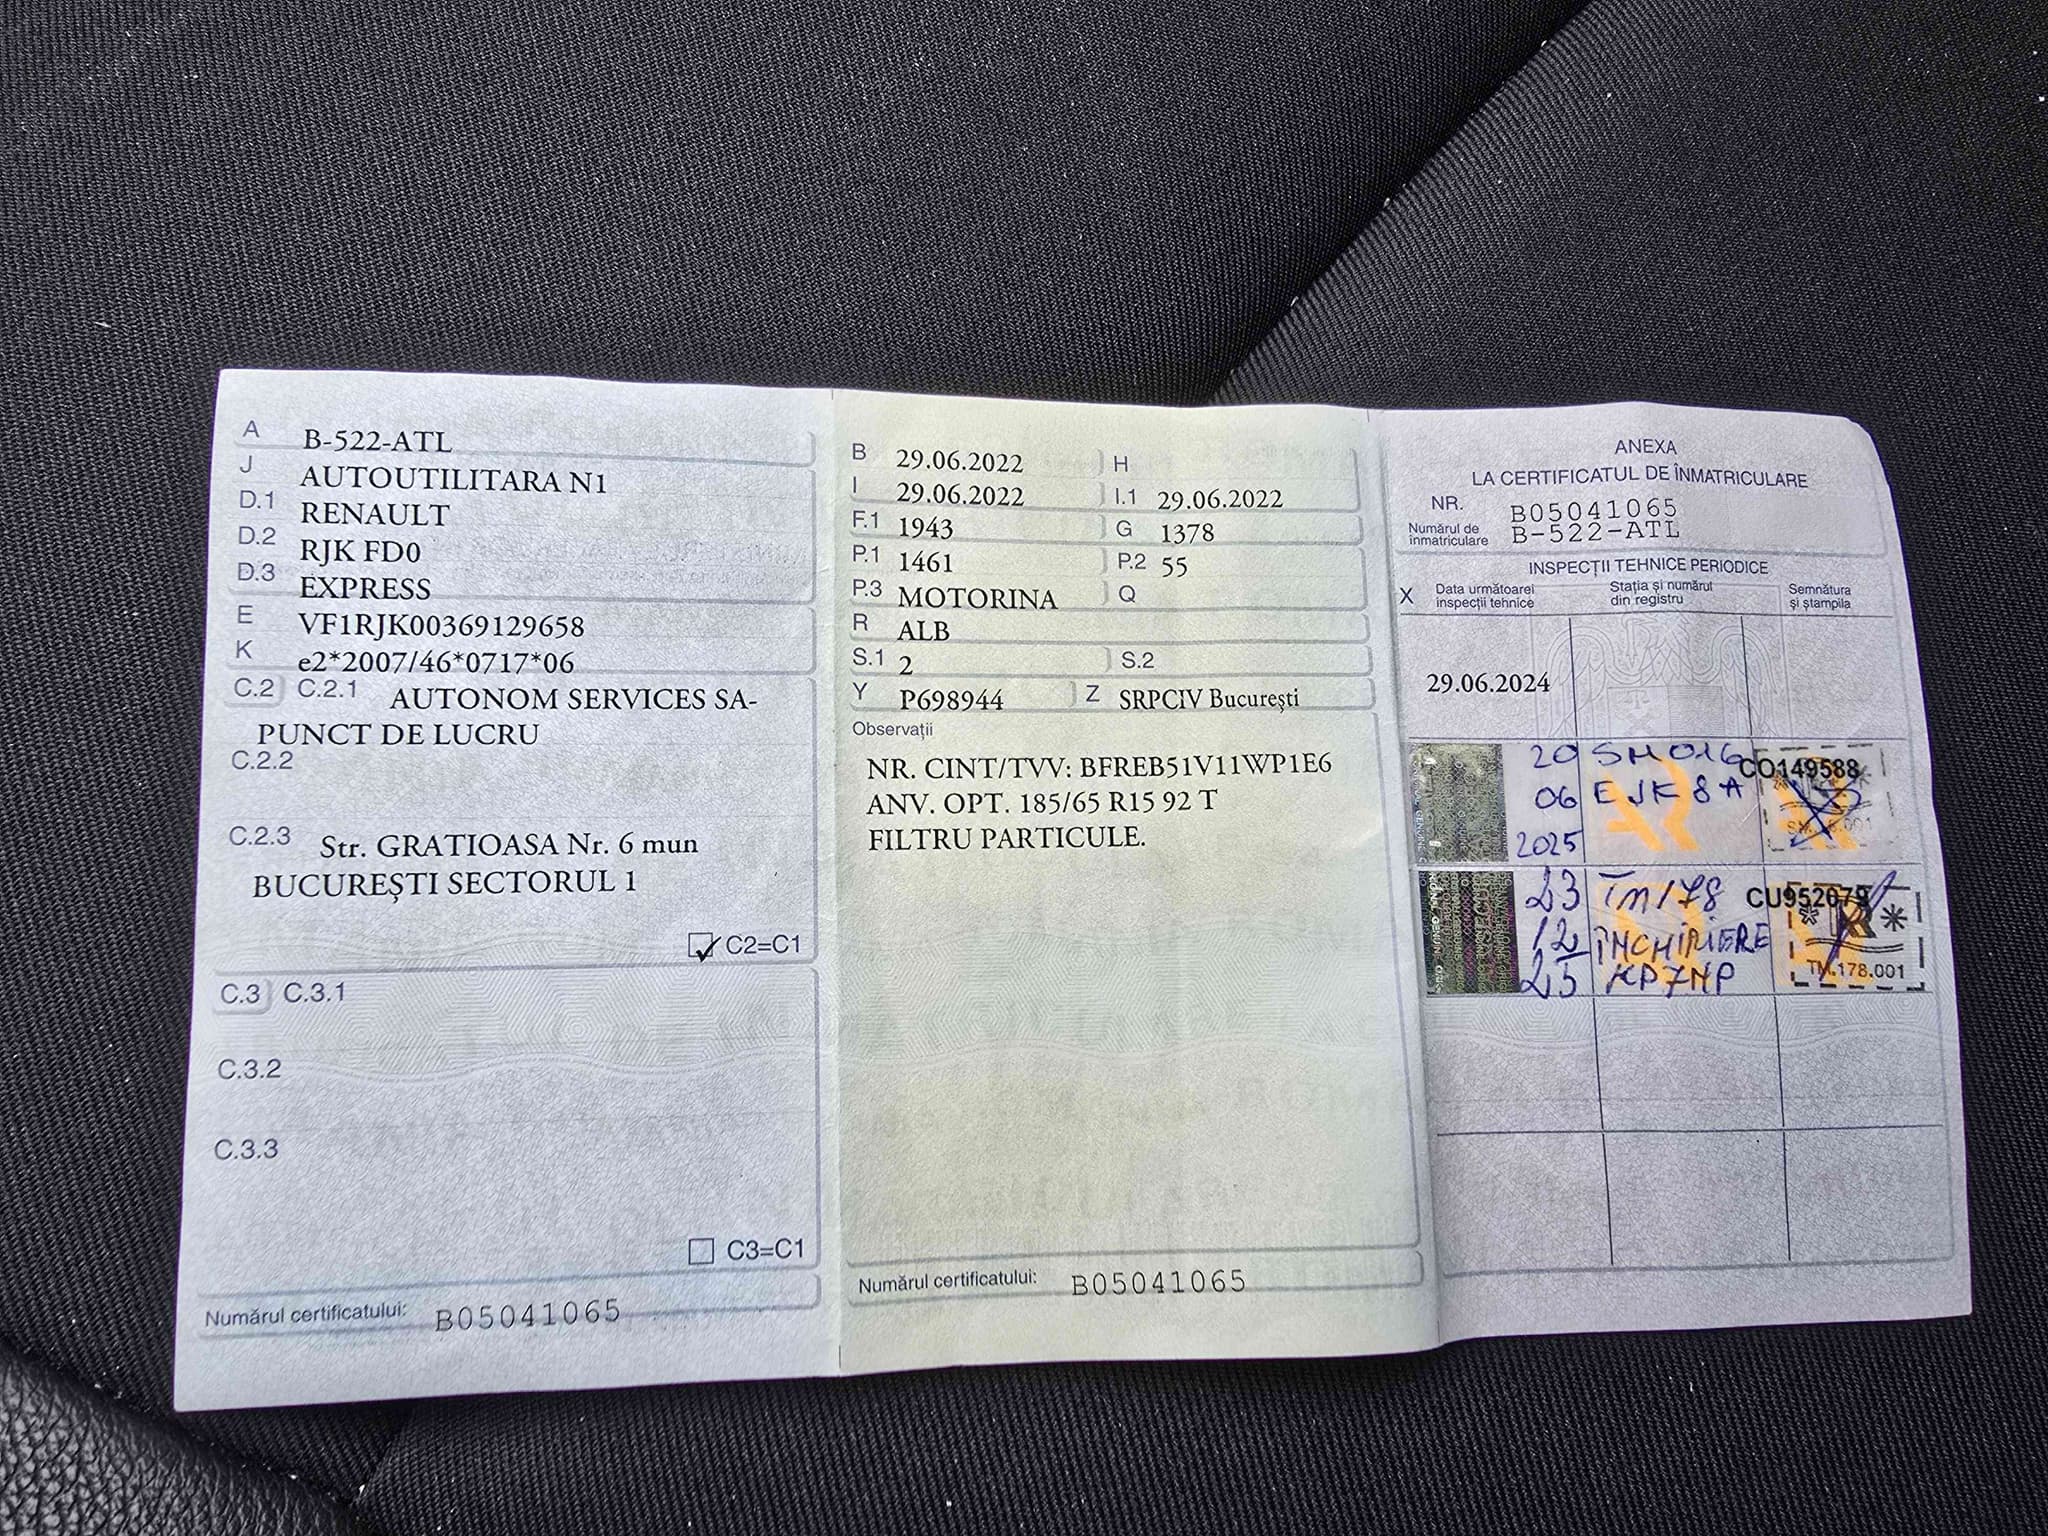 A B-522-ATL
J AUTOUTILITARA N1
D.1 RENAULT
D.2 RJK FD0
D.3 EXPRESS
E VF1RJK00369129658
K e2*2007/46*0717*06
C.2 C.2.1 AUTONOM SERVICES SA-
PUNCT DE LUCRU
C.2.2
C.2.3 Str. GRATIOASA Nr. 6 mun
BUCUREŞTI SECTORUL 1
C2=C1
C.3 C.3.1
C.3.2
C.3.3
C3=C1
Numărul certificatului: B05041065
B 29.06.2022 H
I 29.06.2022 I.1 29.06.2022
F.1 1943 G 1378
P.1 1461 P.2 55
P.3 MOTORINA Q
R ALB
S.1 2 S.2
Y P698944 Z SRPCIV Bucureşti
Observaţii
NR. CINT/TVV: BFREB51V11WP1E6
ANV. OPT. 185/65 R15 92 T
FILTRU PARTICULE.
Numărul certificatului: B05041065
ANEXA
LA CERTIFICATUL DE ÎNMATRICULARE
NR. B05041065
Numărul de
înmatriculare B-522-ATL
INSPECŢII TEHNICE PERIODICE
X Data următoarei
inspecţii tehnice
Staţia şi numărul
din registru
Semnătura
şi ştampila
29.06.2024
20 SM016 CO149588
06 EJK8A
2025
23 TM178 CU952079
12 ÎNCHIRIERE
25 KP7HP TM.178.001